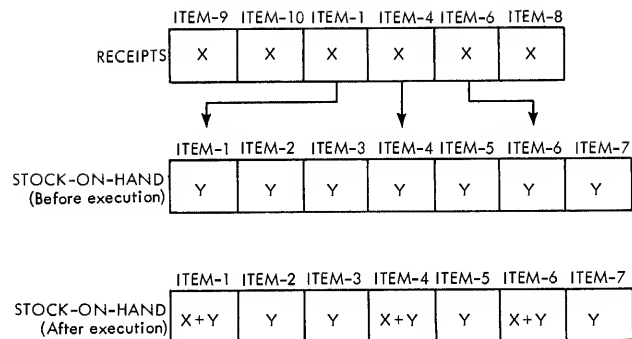 ITEM-9 ITEM-10 ITEM-1 ITEM-4 ITEM-6 ITEM-8
RECEIPTS X X X X X X
ITEM-1 ITEM-2 ITEM-3 ITEM-4 ITEM-5 ITEM-6 ITEM-7
STOCK-ON-HAND
(Before execution) Y Y Y Y Y Y Y
ITEM-1 ITEM-2 ITEM-3 ITEM-4 ITEM-5 ITEM-6 ITEM-7
STOCK-ON-HAND
(After execution) X+Y Y Y X+Y Y X+Y Y